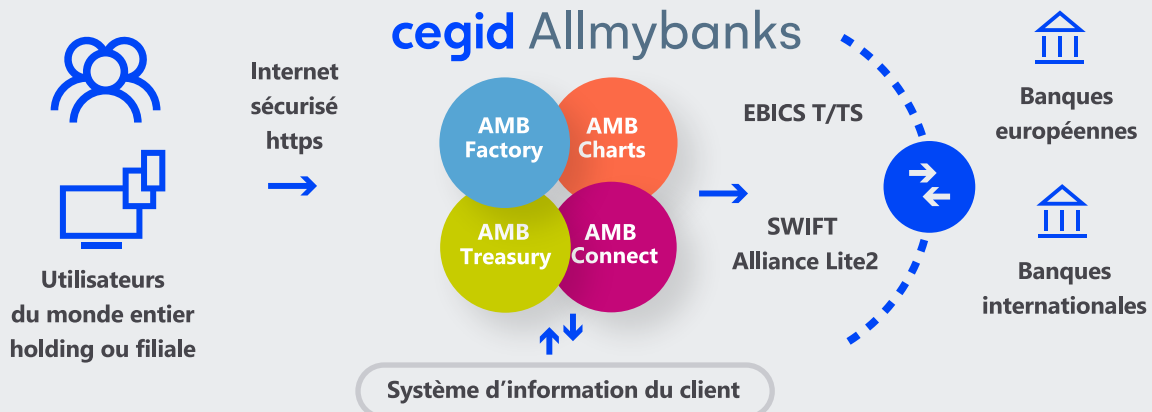 cegid Allmybanks
Utilisateurs
du monde entier
holding ou filiale
Internet
sécurisé
https
AMB
Factory
AMB
Charts
AMB
Treasury
AMB
Connect
Système d’information du client
EBICS T/TS
SWIFT
Alliance Lite2
Banques
européennes
Banques
internationales